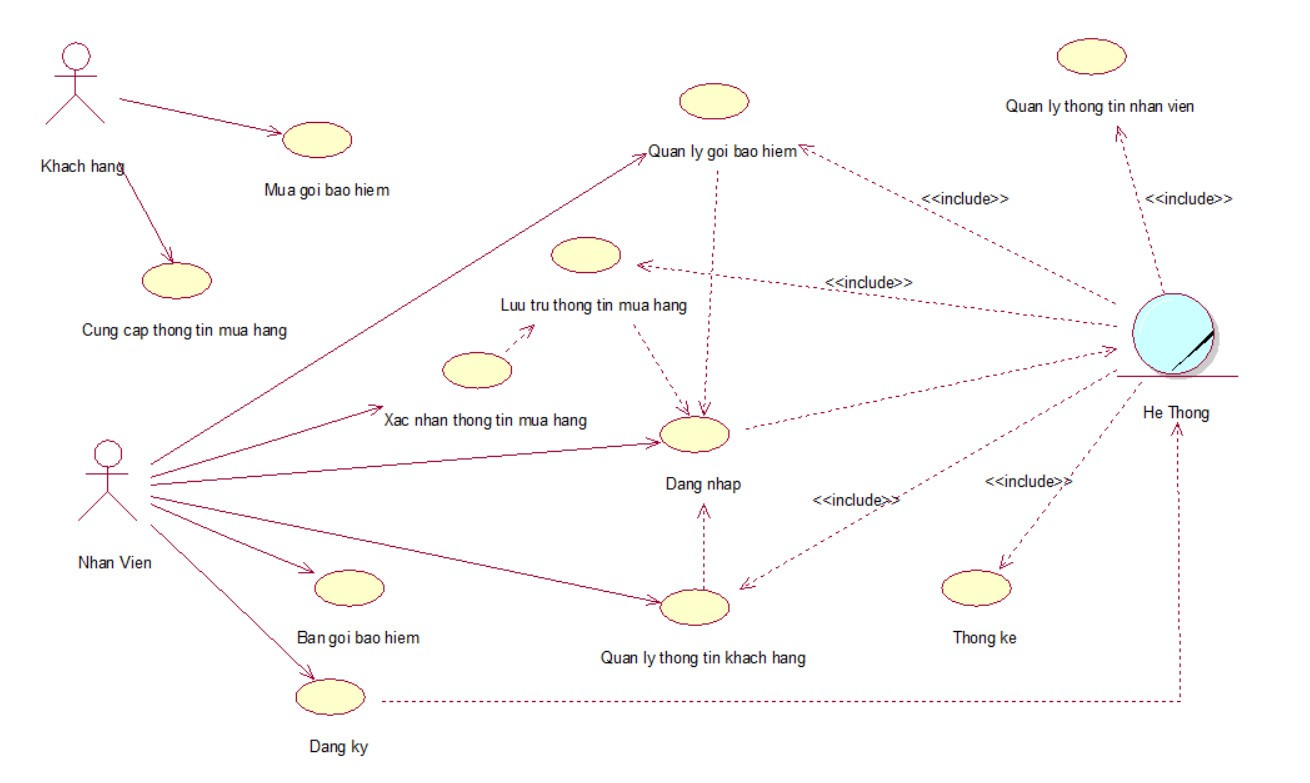 Quan ly thong tin nhan vien
Khach hang
Quan ly goi bao hiem
Mua goi bao hiem
<<include>>
<<include>>
<<include>>
Luu tru thong tin mua hang
Cung cap thong tin mua hang
He Thong
Xac nhan thong tin mua hang
Dang nhap
<<include>>
<<include>>
Nhan Vien
Ban goi bao hiem
Thong ke
Quan ly thong tin khach hang
Dang ky